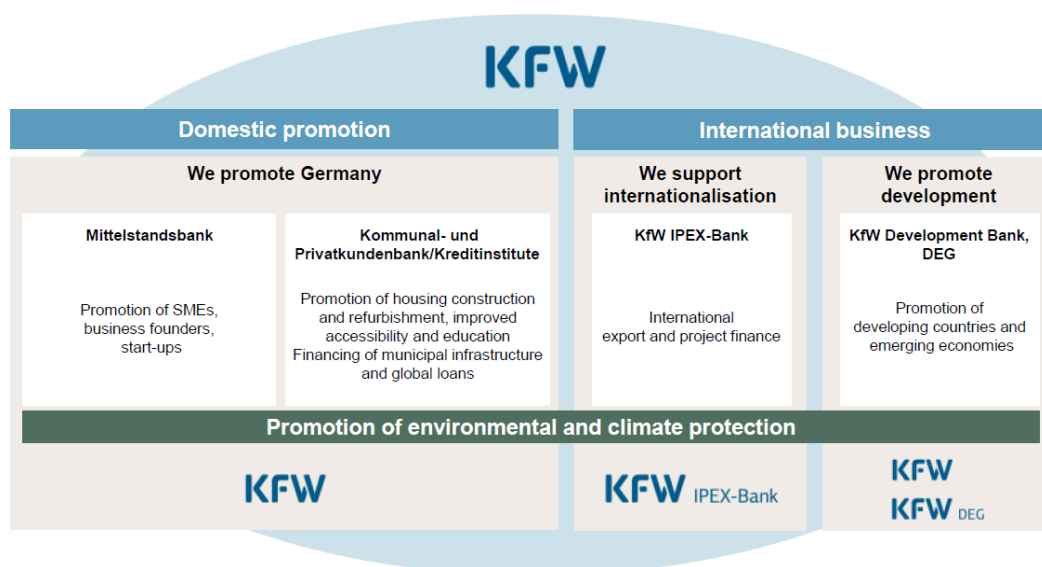 KFW
Domestic promotion
International business
We promote Germany
We support
internationalisation
We promote
development
Mittelstandsbank
Promotion of SMEs,
business founders,
start-ups
Kommunal- und
Privatkundenbank/Kreditinstitute
Promotion of housing construction
and refurbishment, improved
accessibility and education
Financing of municipal infrastructure
and global loans
KfW IPEX-Bank
International
export and project finance
KfW Development Bank,
DEG
Promotion of
developing countries and
emerging economies
Promotion of environmental and climate protection
KFW
KFW IPEX-Bank
KFW
KFW DEG